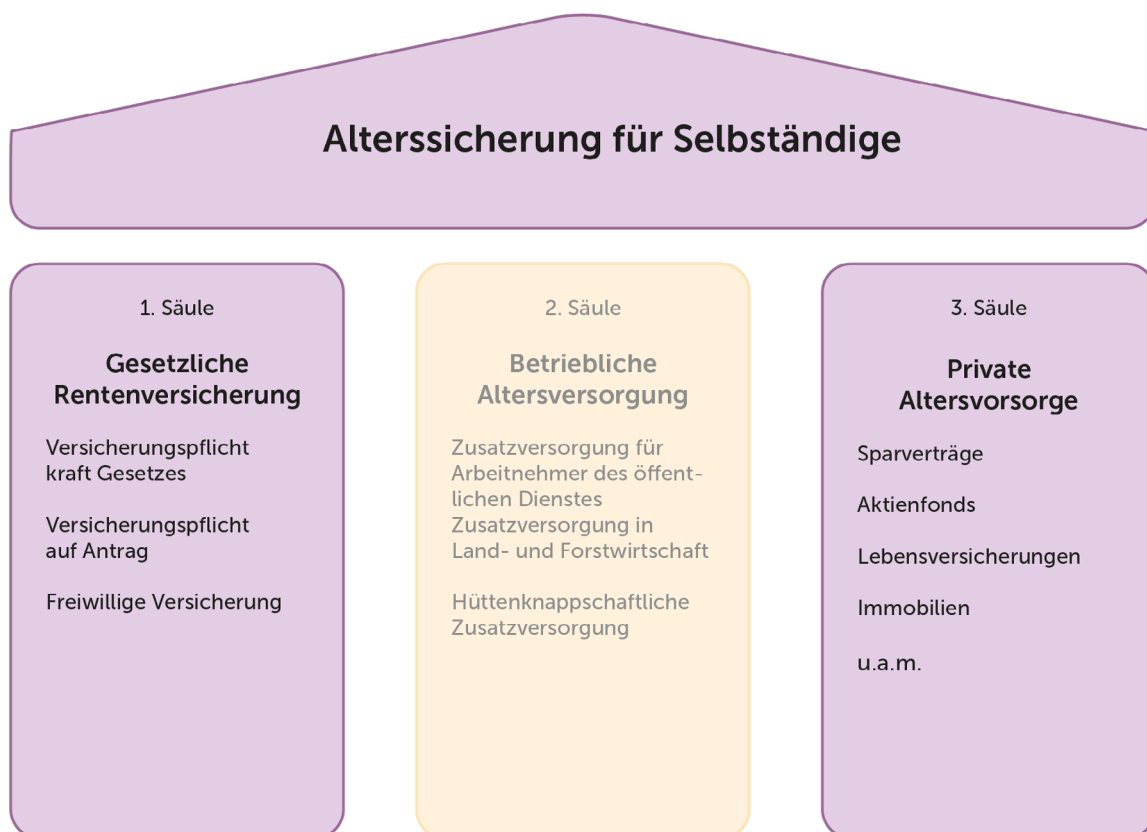 Alterssicherung für Selbständige
1. Säule
Gesetzliche
Rentenversicherung
Versicherungspflicht
kraft Gesetzes
Versicherungspflicht
auf Antrag
Freiwillige Versicherung
2. Säule
Betriebliche
Altersversorgung
Zusatzversorgung für
Arbeitnehmer des öffent-
lichen Dienstes
Zusatzversorgung in
Land- und Forstwirtschaft
Hüttenknappschaftliche
Zusatzversorgung
3. Säule
Private
Altersvorsorge
Sparverträge
Aktienfonds
Lebensversicherungen
Immobilien
u.a.m.